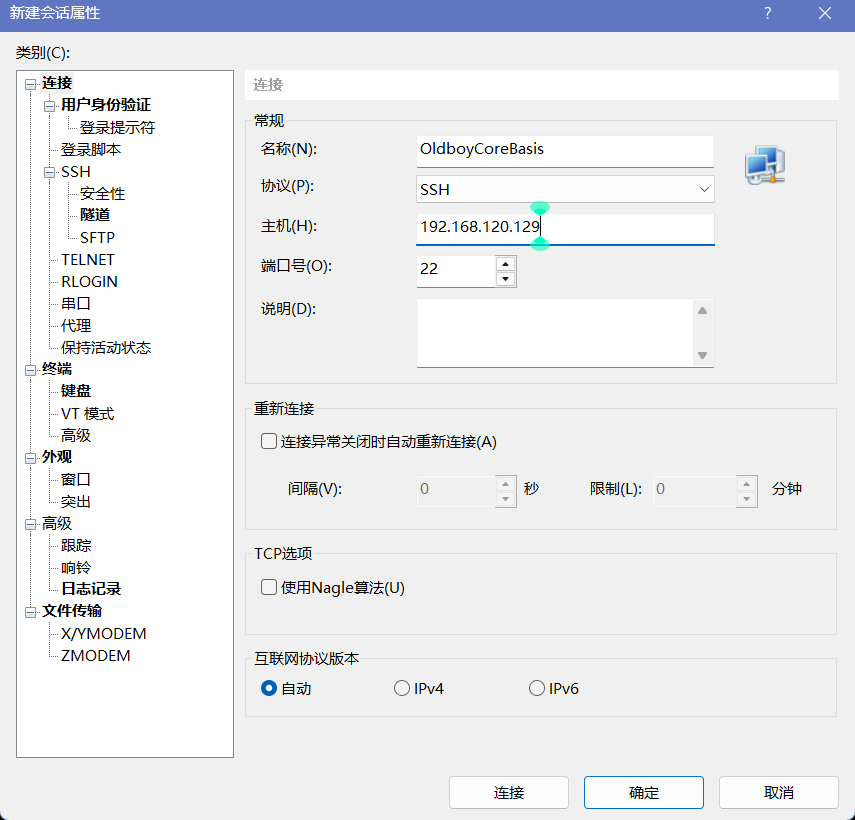 新建会话属性
?
类别(C):
连接
用户身份验证
登录提示符
登录脚本
SSH
安全性
隧道
SFTP
TELNET
RLOGIN
串口
代理
保持活动状态
终端
键盘
VT 模式
高级
外观
窗口
突出
高级
跟踪
响铃
日志记录
文件传输
X/YMODEM
ZMODEM
连接
常规
名称(N): OldboyCoreBasis
协议(P): SSH
主机(H): 192.168.120.129
端口号(O): 22
说明(D):
重新连接
连接异常关闭时自动重新连接(A)
间隔(V): 0 秒 限制(L): 0 分钟
TCP选项
使用Nagle算法(U)
互联网协议版本
自动 IPv4 IPv6
连接 确定 取消